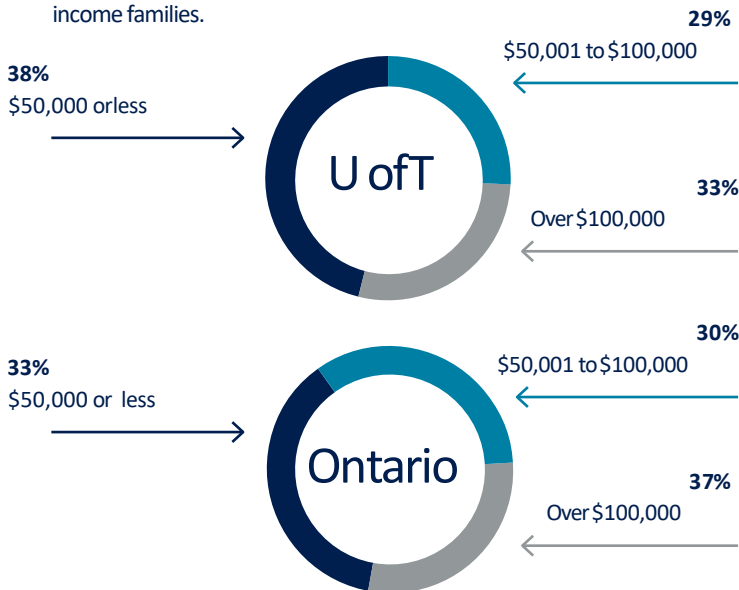 income families.
38%
$50,000 orless
29%
$50,001 to $100,000
U ofT
33%
Over $100,000
33%
$50,000 or less
30%
$50,001 to $100,000
Ontario
37%
Over $100,000